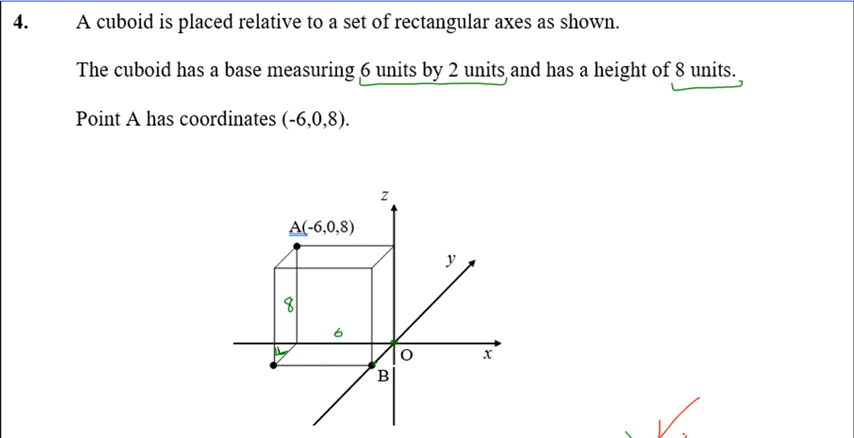 4. A cuboid is placed relative to a set of rectangular axes as shown.
The cuboid has a base measuring 6 units by 2 units and has a height of 8 units.
Point A has coordinates (-6,0,8).
z
A(-6,0,8)
y
8
6
2
O
x
B